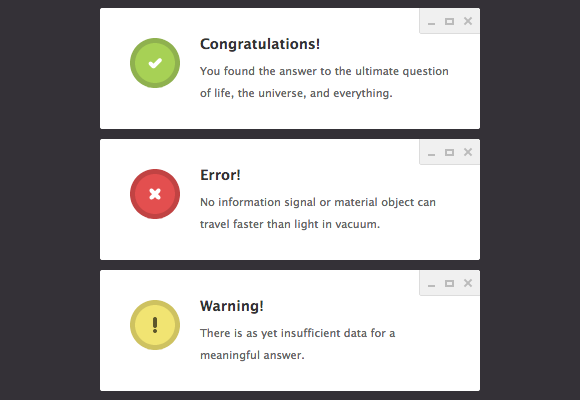 Congratulations!
You found the answer to the ultimate question
of life, the universe, and everything.
Error!
No information signal or material object can
travel faster than light in vacuum.
Warning!
There is as yet insufficient data for a
meaningful answer.